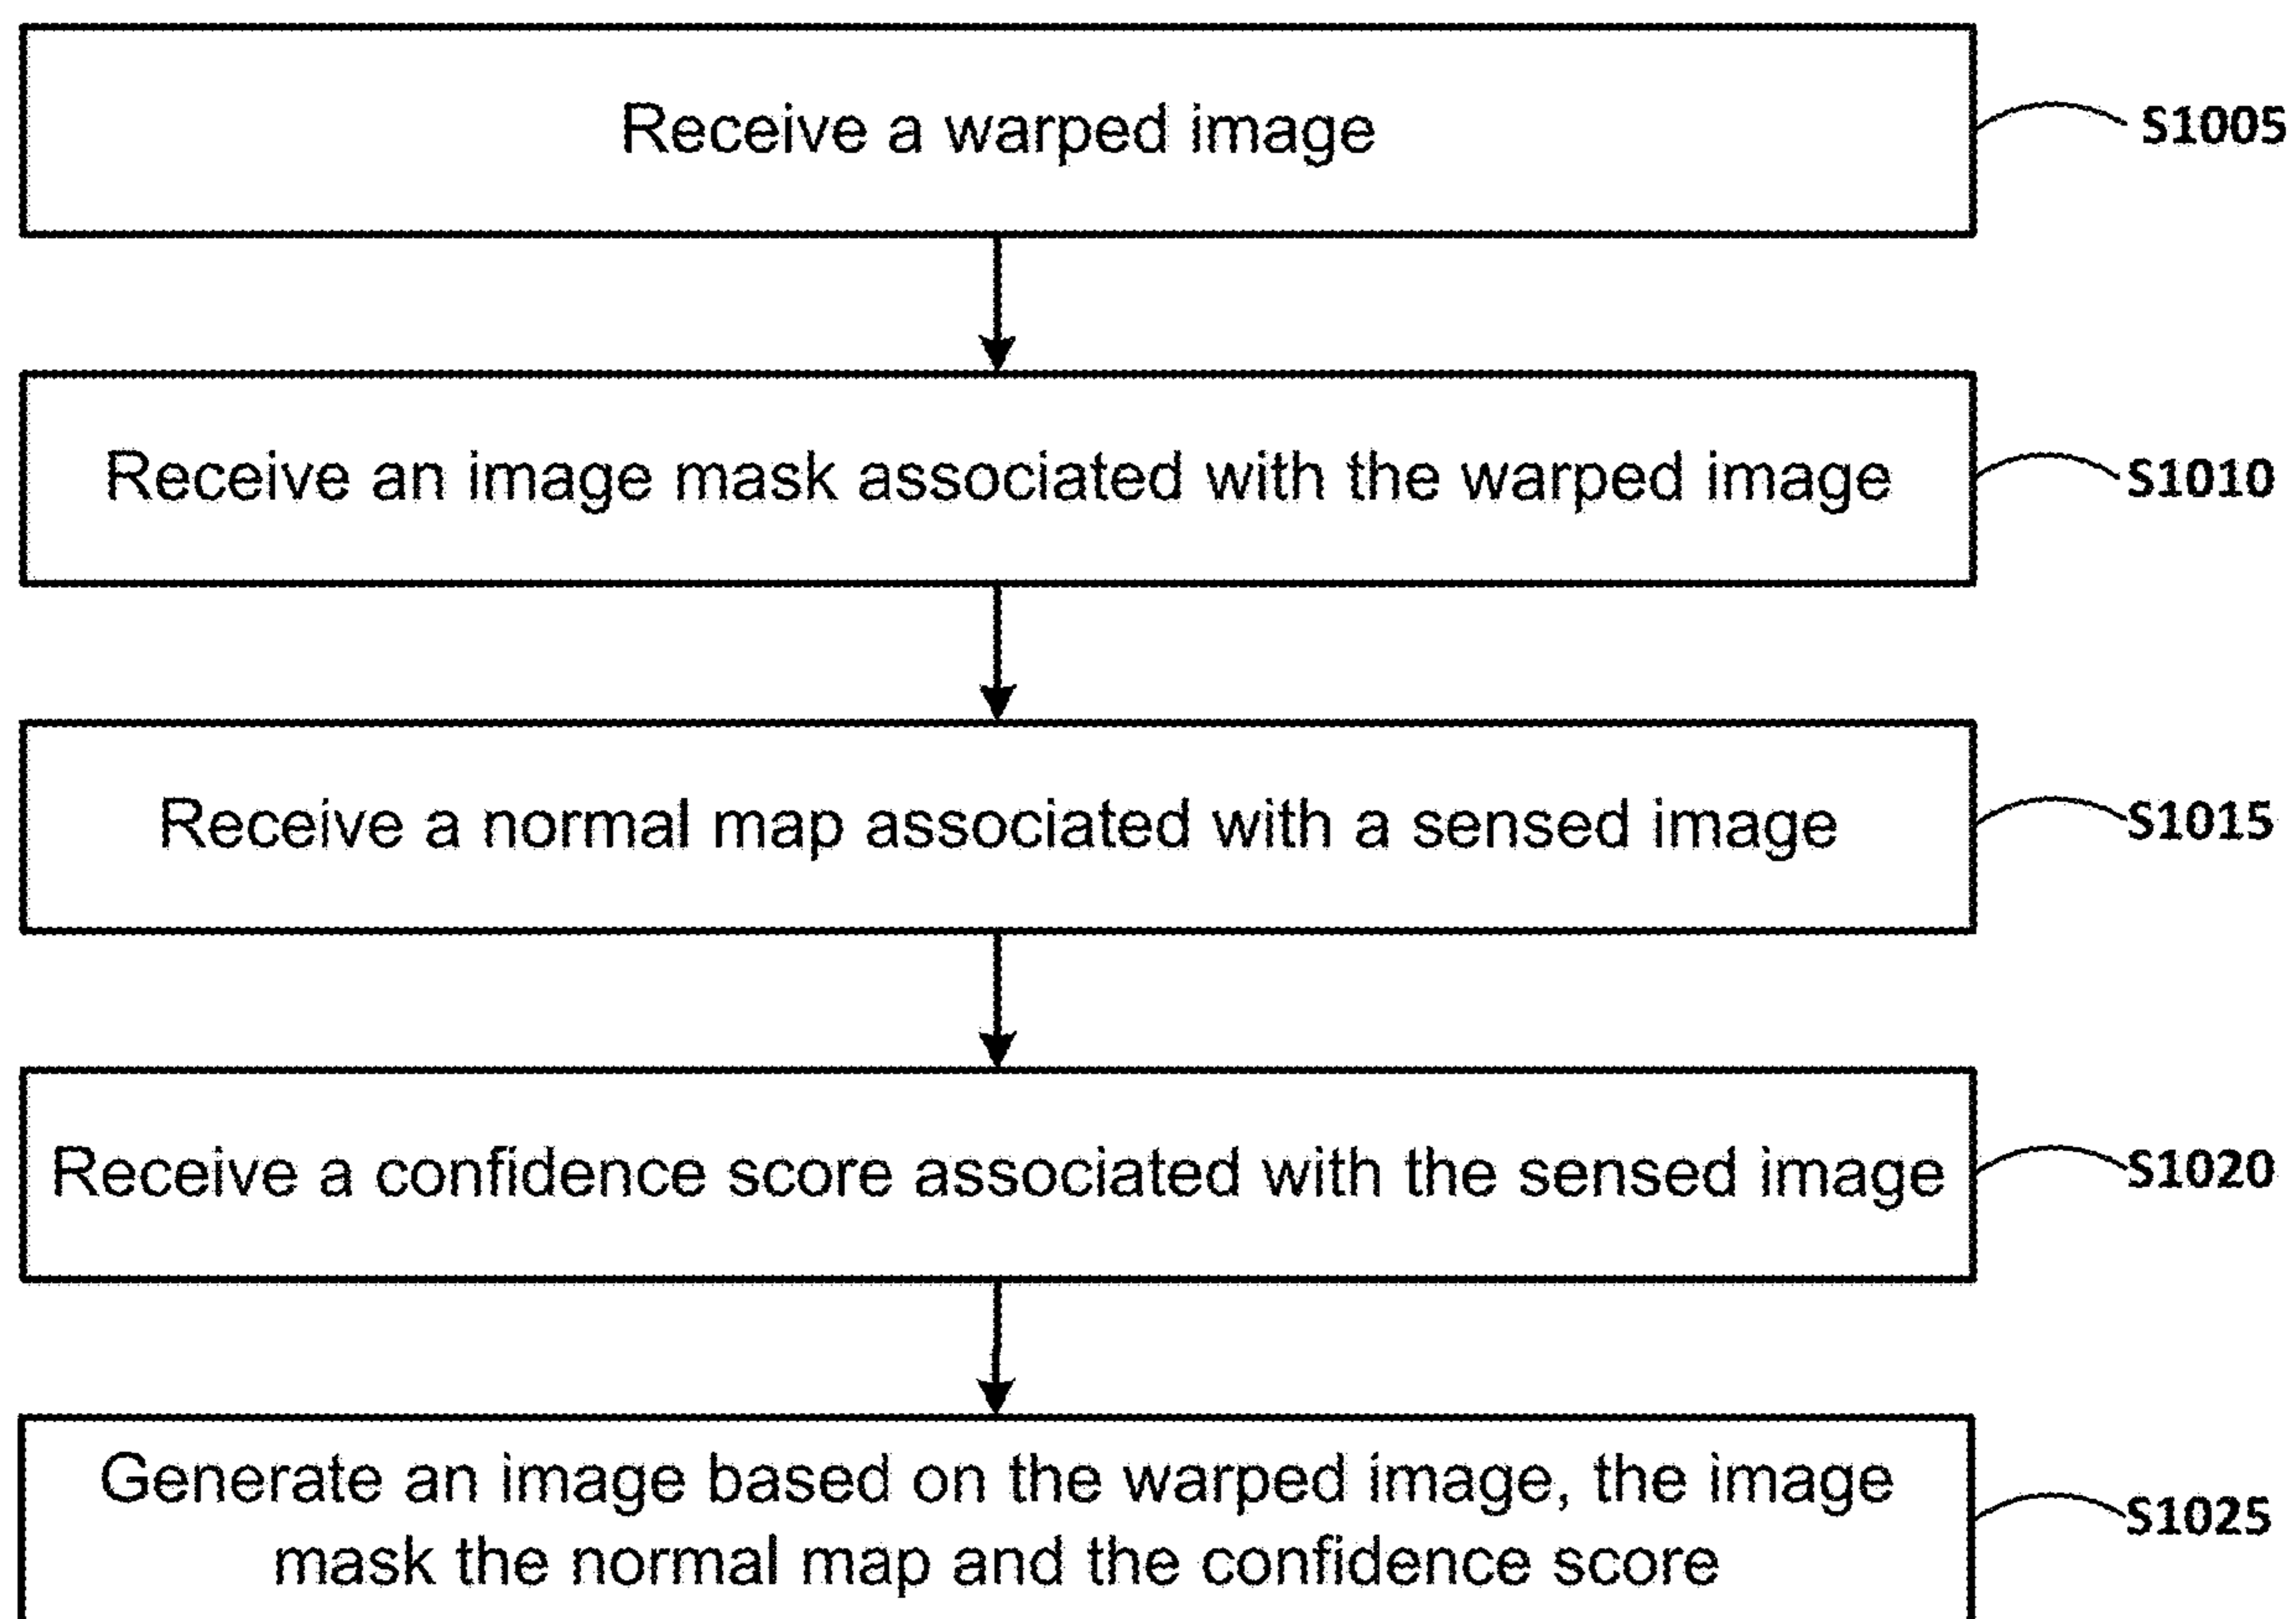 Receive a warped image
S1005
Receive an image mask associated with the warped image
S1010
Receive a normal map associated with a sensed image
S1015
Receive a confidence score associated with the sensed image
S1020
Generate an image based on the warped image, the image
mask the normal map and the confidence score
S1025